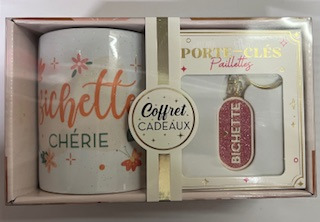 Bichette
CHÉRIE
Coffret
CADEAUX
PORTE-CLÉS
Paillettes
BICHETTE